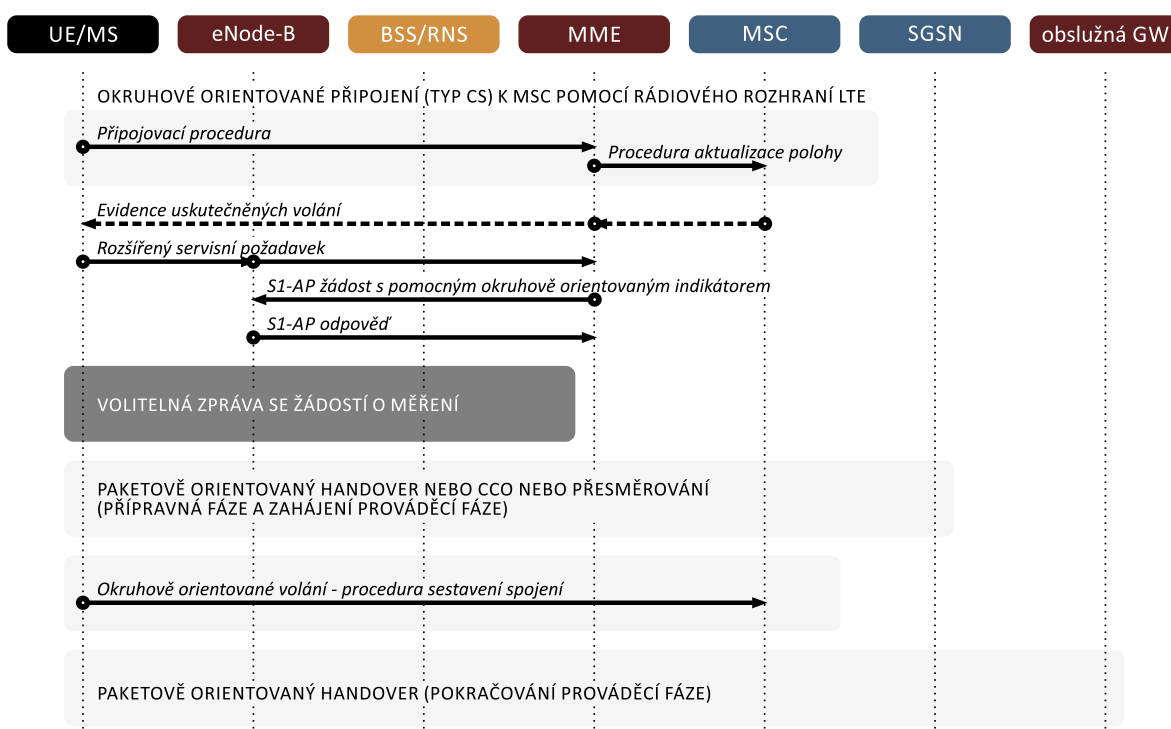 UE/MS
eNode-B
BSS/RNS
MME
MSC
SGSN
obslužná GW
OKRUHOVÉ ORIENTOVANÉ PŘIPOJENÍ (TYP CS) K MSC POMOCÍ RÁDIOVÉHO ROZHRANÍ LTE
Připojovací procedura
Procedura aktualizace polohy
Evidence uskutečněných volání
Rozšířený servisní požadavek
S1-AP žádost s pomocným okruhově orientovaným indikátorem
S1-AP odpověď
VOLITELNÁ ZPRÁVA SE ŽÁDOSTÍ O MĚŘENÍ
PAKETOVĚ ORIENTOVANÝ HANDOVER NEBO CCO NEBO PŘESMĚROVÁNÍ
(PŘÍPRAVNÁ FÁZE A ZAHÁJENÍ PROVÁDĚCÍ FÁZE)
Okruhově orientované volání - procedura sestavení spojení
PAKETOVĚ ORIENTOVANÝ HANDOVER (POKRAČOVÁNÍ PROVÁDĚCÍ FÁZE)